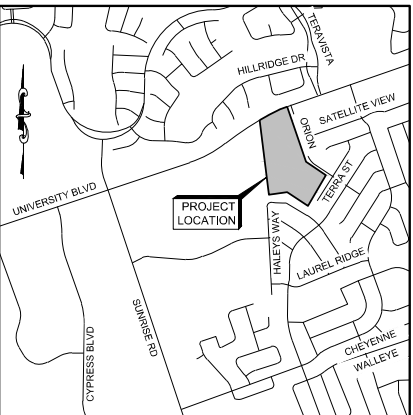 TERAVISTA
HILLRIDGE DR
SATELLITE VIEW
ORION
TERRA ST
UNIVERSITY BLVD
PROJECT
LOCATION
HALEYS WAY
LAUREL RIDGE
SUNRISE RD
CYPRESS BLVD
CHEYENNE
WALLEYE